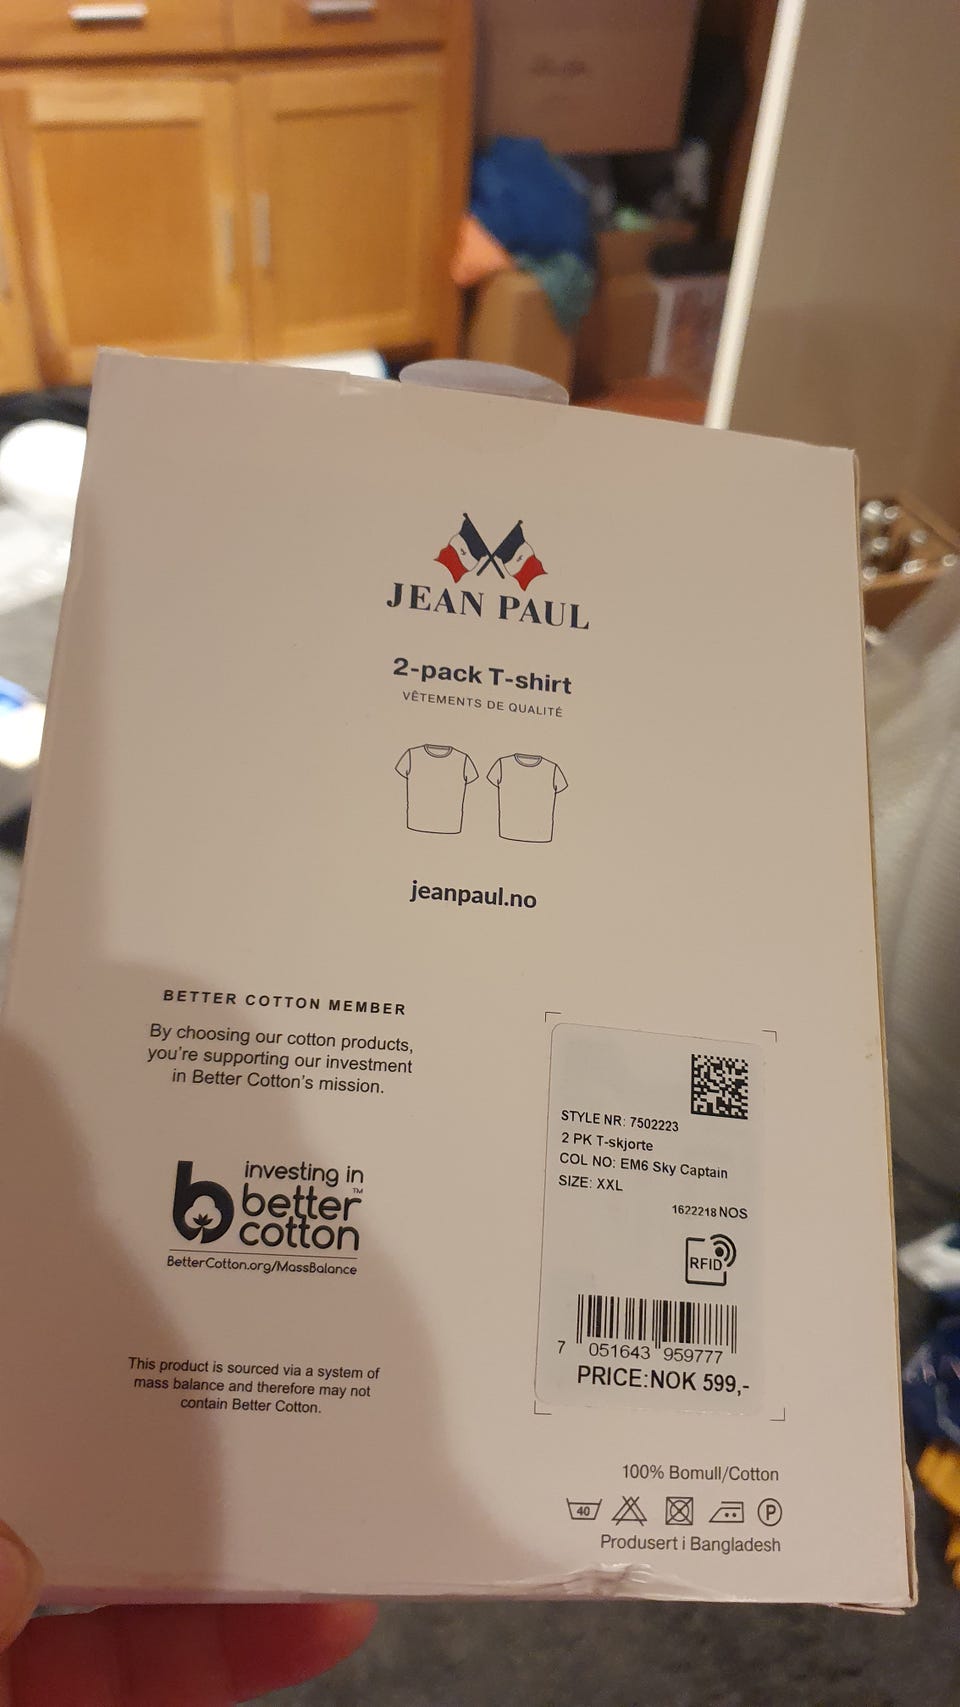 JEAN PAUL
2-pack T-shirt
VÊTEMENTS DE QUALITÉ
jeanpaul.no
BETTER COTTON MEMBER
By choosing our cotton products,
you're supporting our investment
in Better Cotton's mission.
investing in
better™
cotton
BetterCotton.org/MassBalance
This product is sourced via a system of
mass balance and therefore may not
contain Better Cotton.
STYLE NR: 7502223
2 PK T-skjorte
COL NO: EM6 Sky Captain
SIZE: XXL
1622218 NOS
RFID
7 051643 959777
PRICE:NOK 599,-
100% Bomull/Cotton
40
P
Produsert i Bangladesh